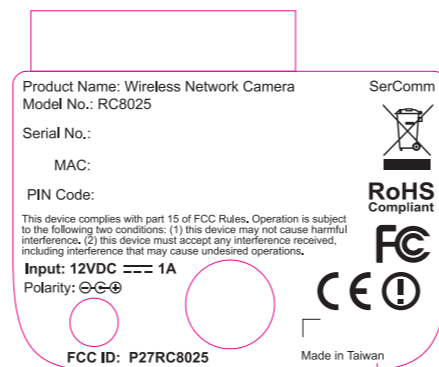 Product Name: Wireless Network Camera
SerComm
Model No.: RC8025
Serial No.:
MAC:
PIN Code:
RoHS
Compliant
This device complies with part 15 of FCC Rules. Operation is subject
to the following two conditions: (1) this device may not cause harmful
interference. (2) this device must accept any interference received,
including interference that may cause undesired operations.
FC
Input: 12VDC ⎓ 1A
Polarity:
CE
FCC ID: P27RC8025
Made in Taiwan